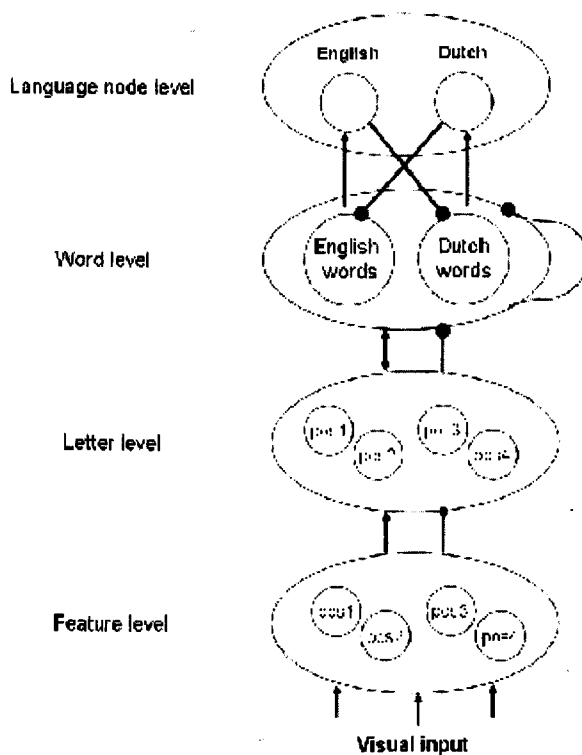 English Dutch
Language node level
Word level
English words
Dutch words
Letter level
Feature level
Visual input